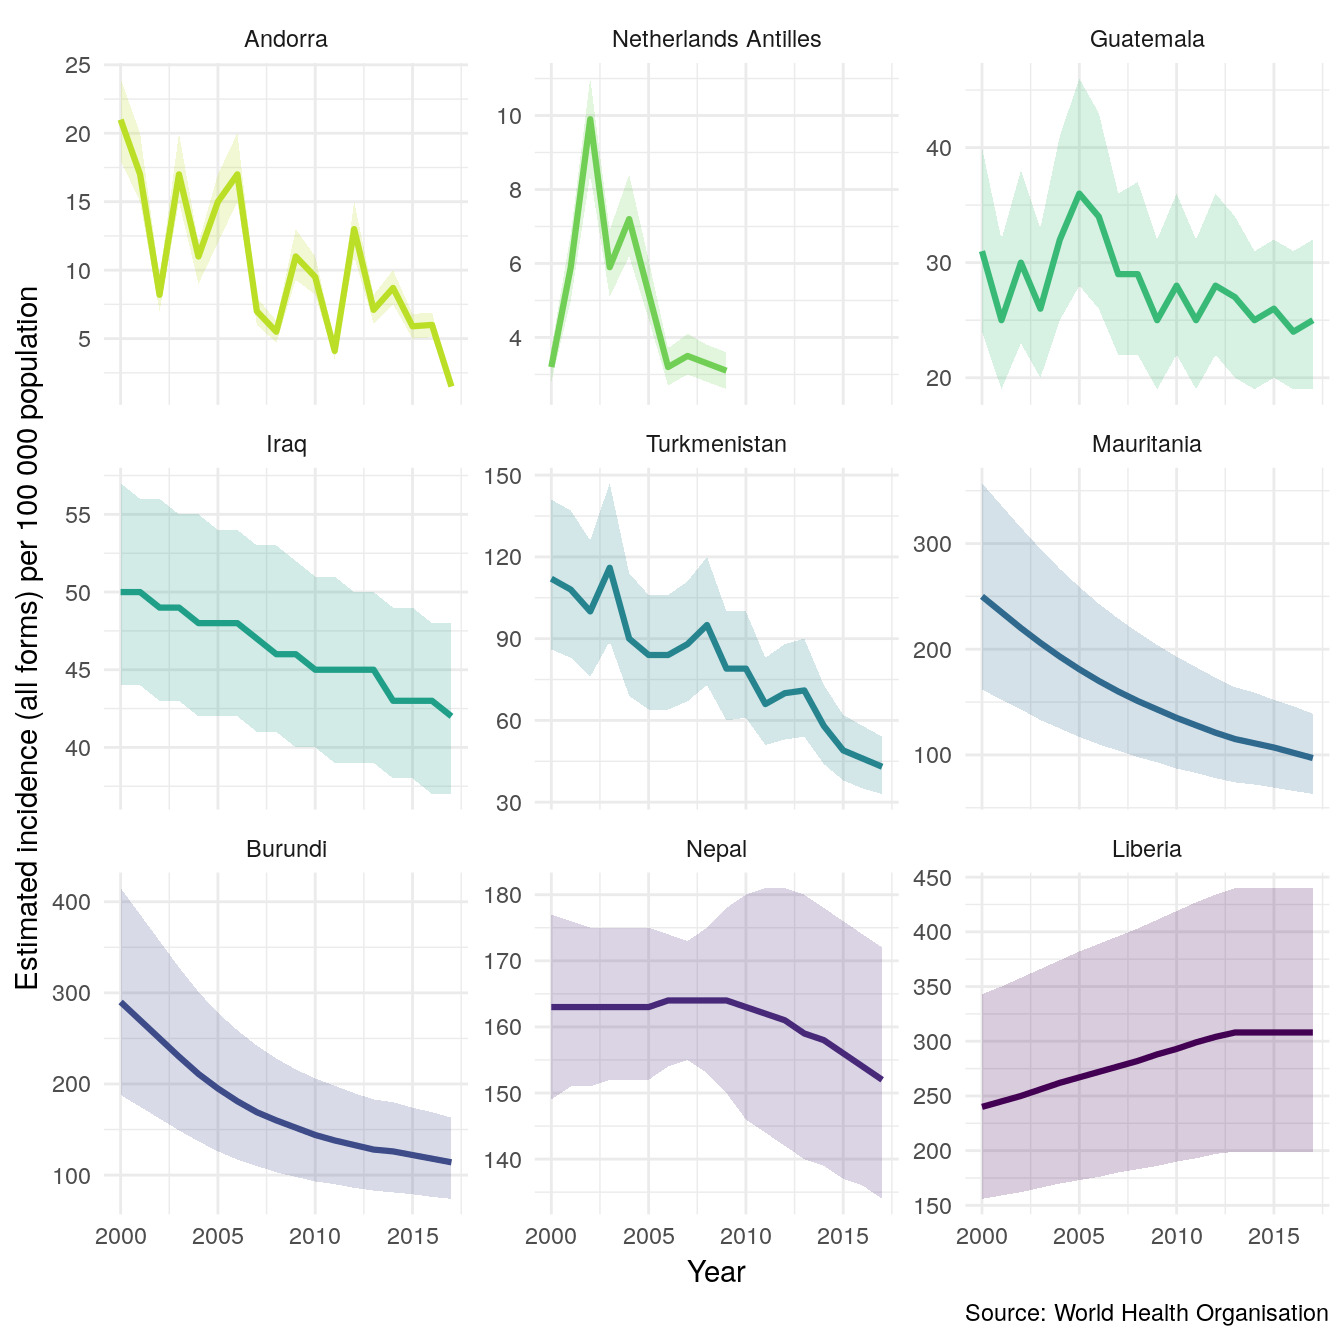 Andorra
Netherlands Antilles
Guatemala
25
20
15
10
5
10
8
6
4
40
30
20
Estimated incidence (all forms) per 100 000 population
Iraq
Turkmenistan
Mauritania
55
50
45
40
150
120
90
60
30
300
200
100
Burundi
Nepal
Liberia
400
300
200
100
180
170
160
150
140
450
400
350
300
250
200
150
2000 2005 2010 2015
2000 2005 2010 2015
2000 2005 2010 2015
Year
Source: World Health Organisation